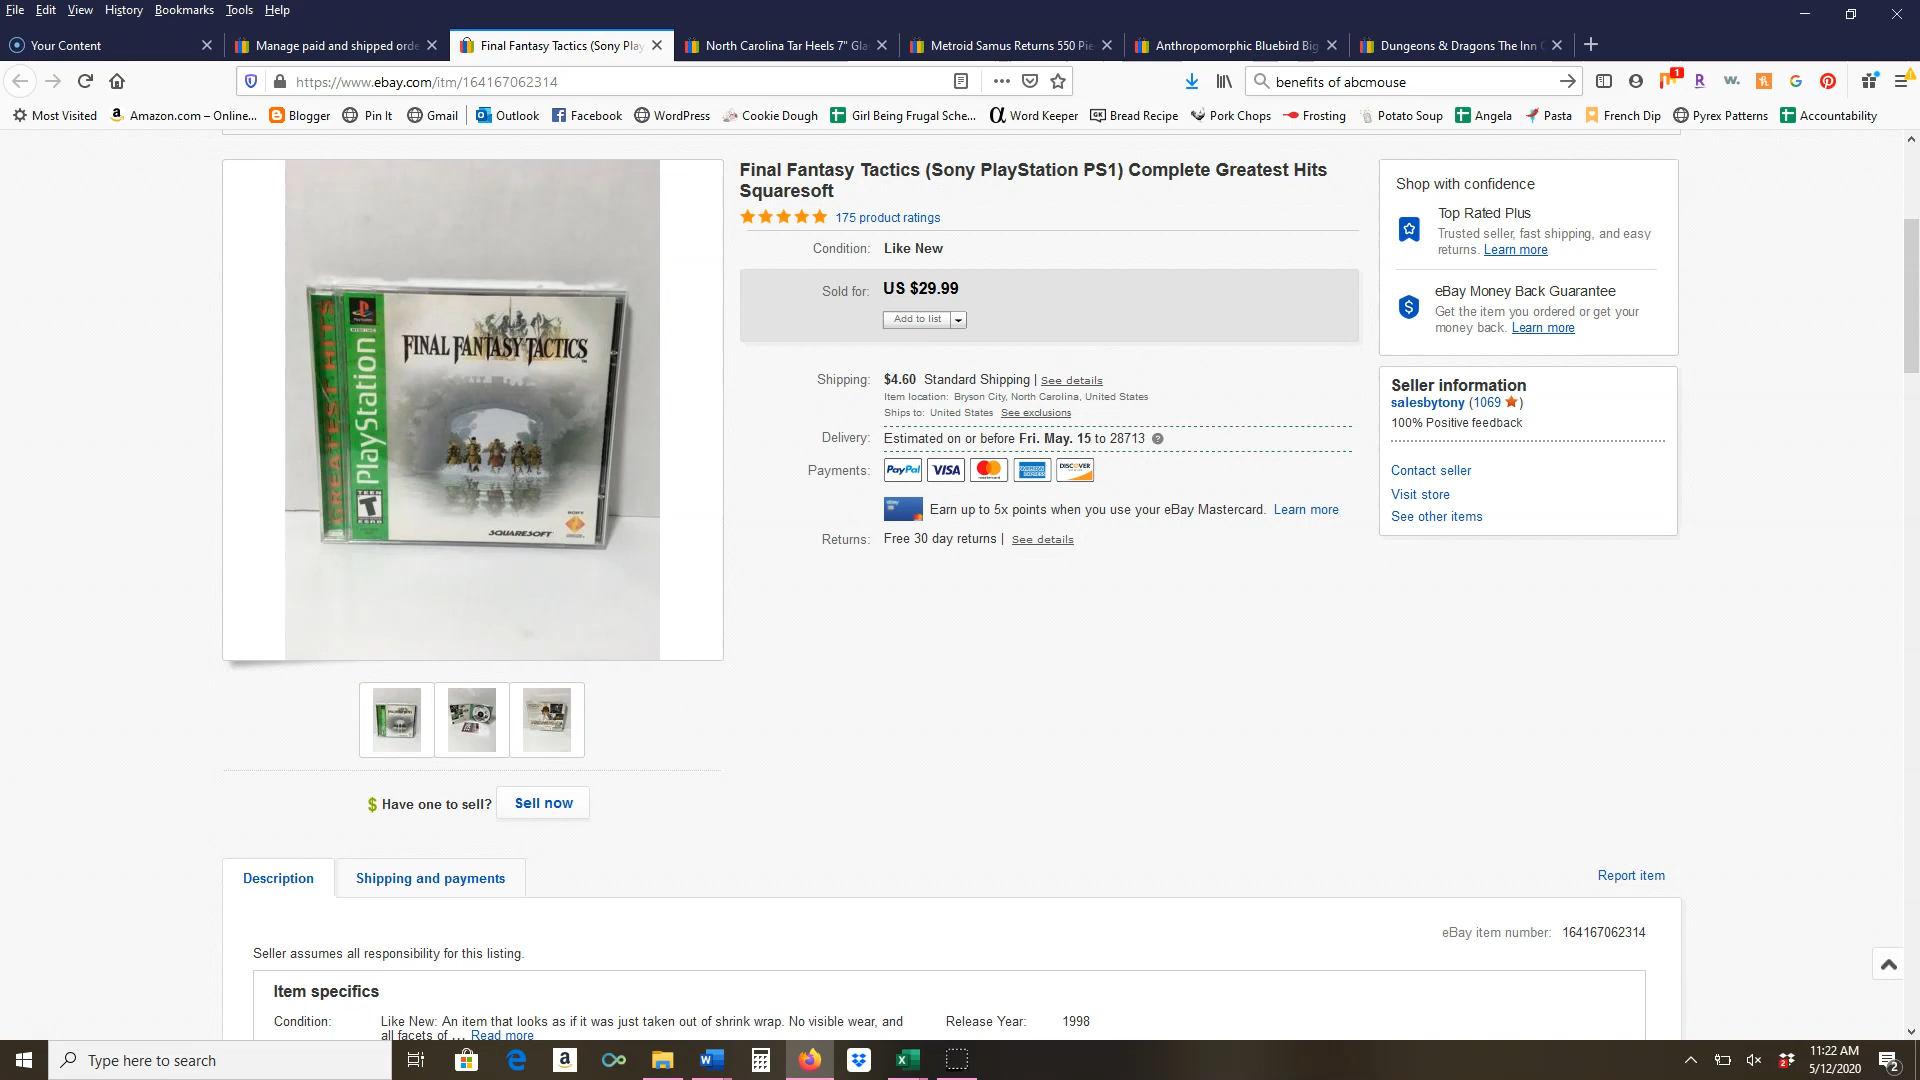 File Edit View History Bookmarks Tools Help
Your Content
Manage paid and shipped orde
Final Fantasy Tactics (Sony Play
North Carolina Tar Heels 7" Gla
Metroid Samus Returns 550 Pie
Anthropomorphic Bluebird Big
Dungeons & Dragons The Inn
https://www.ebay.com/itm/164167062314
benefits of abcmouse
1
Most Visited Amazon.com – Online... Blogger Pin It Gmail Outlook Facebook WordPress Cookie Dough Girl Being Frugal Sche... Word Keeper Bread Recipe Pork Chops Frosting Potato Soup Angela Pasta French Dip Pyrex Patterns Accountability
GREATEST HITS
PlayStation
PlayStation
FINAL FANTASY TACTICS
TEEN
T
ESRB
SONY
SQUARESOFT
Final Fantasy Tactics (Sony PlayStation PS1) Complete Greatest Hits
Squaresoft
175 product ratings
Condition: Like New
Sold for: US $29.99
Add to list
Shipping: $4.60 Standard Shipping | See details
Item location: Bryson City, North Carolina, United States
Ships to: United States See exclusions
Delivery: Estimated on or before Fri. May. 15 to 28713 ?
Payments: PayPal VISA mastercard AMERICAN EXPRESS DISCOVER
Earn up to 5x points when you use your eBay Mastercard. Learn more
Returns: Free 30 day returns | See details
Shop with confidence
Top Rated Plus
Trusted seller, fast shipping, and easy
returns. Learn more
eBay Money Back Guarantee
Get the item you ordered or get your
money back. Learn more
Seller information
salesbytony (1069 )
100% Positive feedback
Contact seller
Visit store
See other items
$ Have one to sell? Sell now
Description Shipping and payments
Report item
eBay item number: 164167062314
Seller assumes all responsibility for this listing.
Item specifics
Condition: Like New: An item that looks as if it was just taken out of shrink wrap. No visible wear, and
all facets of ... Read more
Release Year: 1998
Type here to search
11:22 AM
5/12/2020
2
2